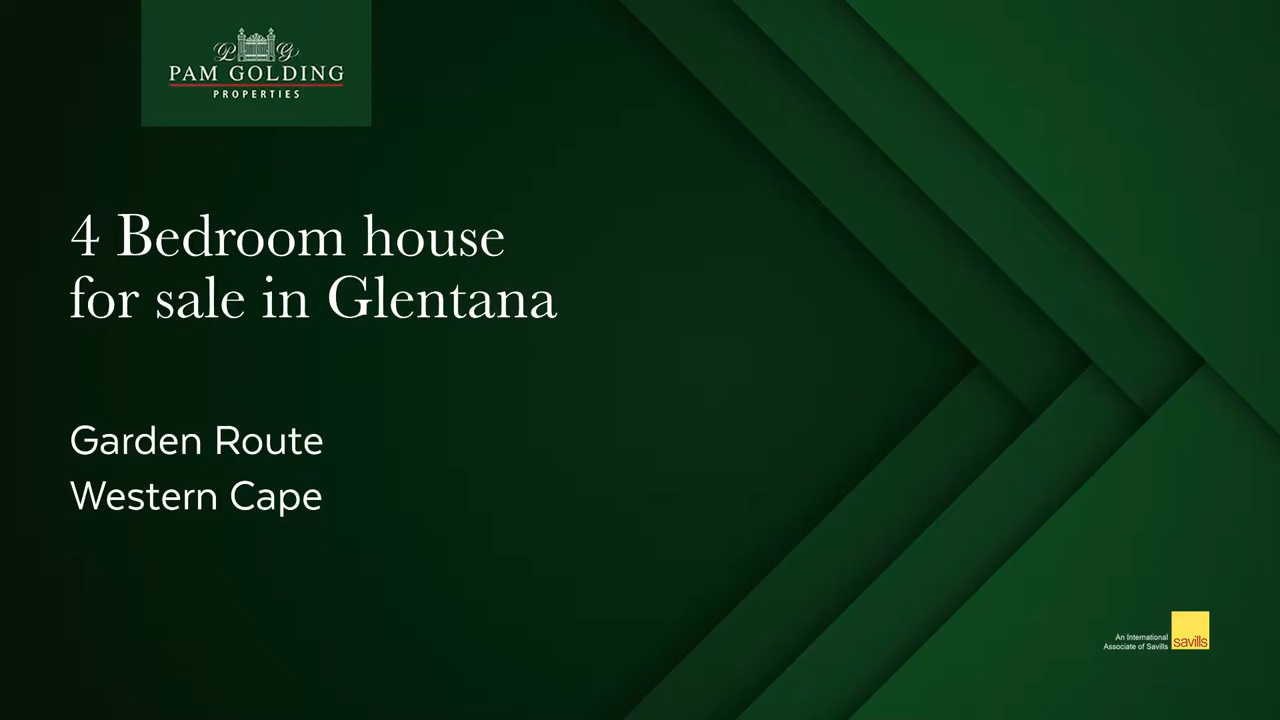 PAM GOLDING
PROPERTIES
4 Bedroom house
for sale in Glentana
Garden Route
Western Cape
An International
Associate of Savills
savills